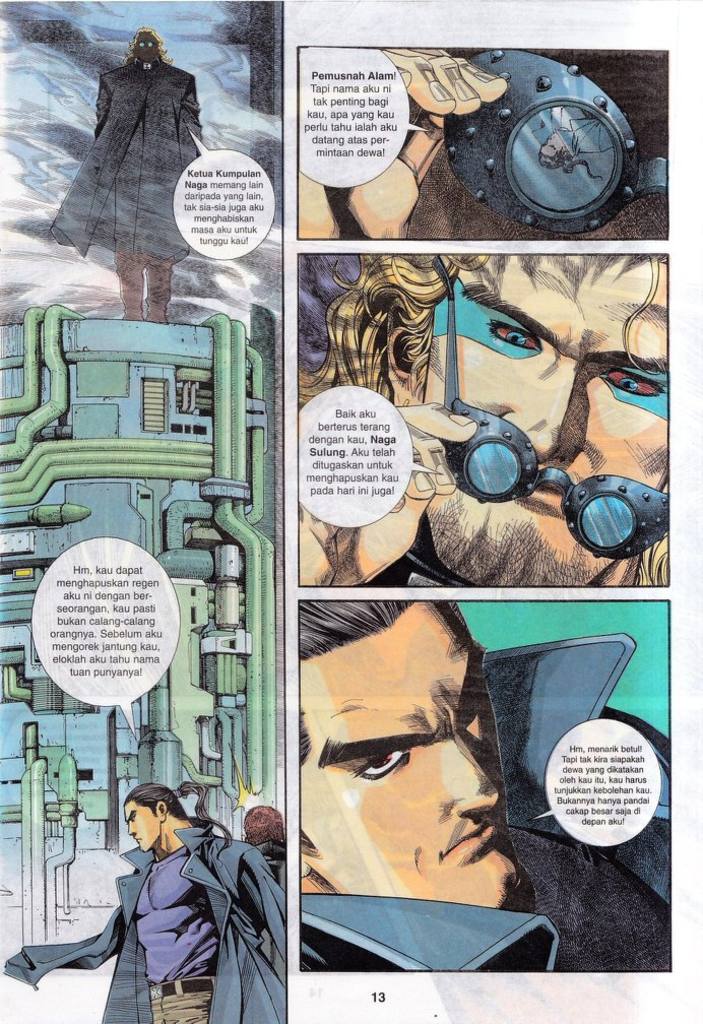 Ketua Kumpulan
Naga memang lain
daripada yang lain,
tak sia-sia juga aku
menghabiskan
masa aku untuk
tunggu kau!
Hm, kau dapat
menghapuskan regen
aku ni dengan ber-
seorangan, kau pasti
bukan calang-calang
orangnya. Sebelum aku
mengorek jantung kau,
eloklah aku tahu nama
tuan punyanya!
Pemusnah Alam!
Tapi nama aku ni
tak penting bagi
kau, apa yang kau
perlu tahu ialah aku
datang atas per-
mintaan dewa!
Baik aku
berterus terang
dengan kau, Naga
Sulung. Aku telah
ditugaskan untuk
menghapuskan kau
pada hari ini juga!
Hm, menarik betul!
Tapi tak kira siapakah
dewa yang dikatakan
oleh kau itu, kau harus
tunjukkan kebolehan kau.
Bukannya hanya pandai
cakap besar saja di
depan aku!
13